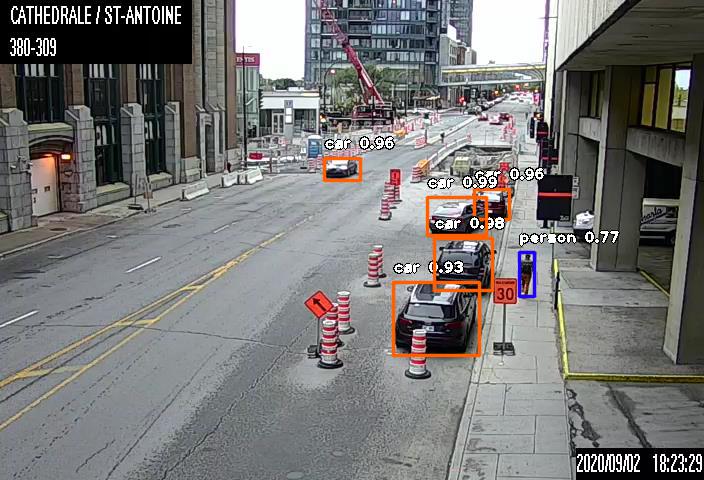 CATHEDRALE / ST-ANTOINE
380-309
car 0.96
car 0.99
car 0.96
car 0.98
person 0.77
car 0.93
30
2020/09/02 18:23:29